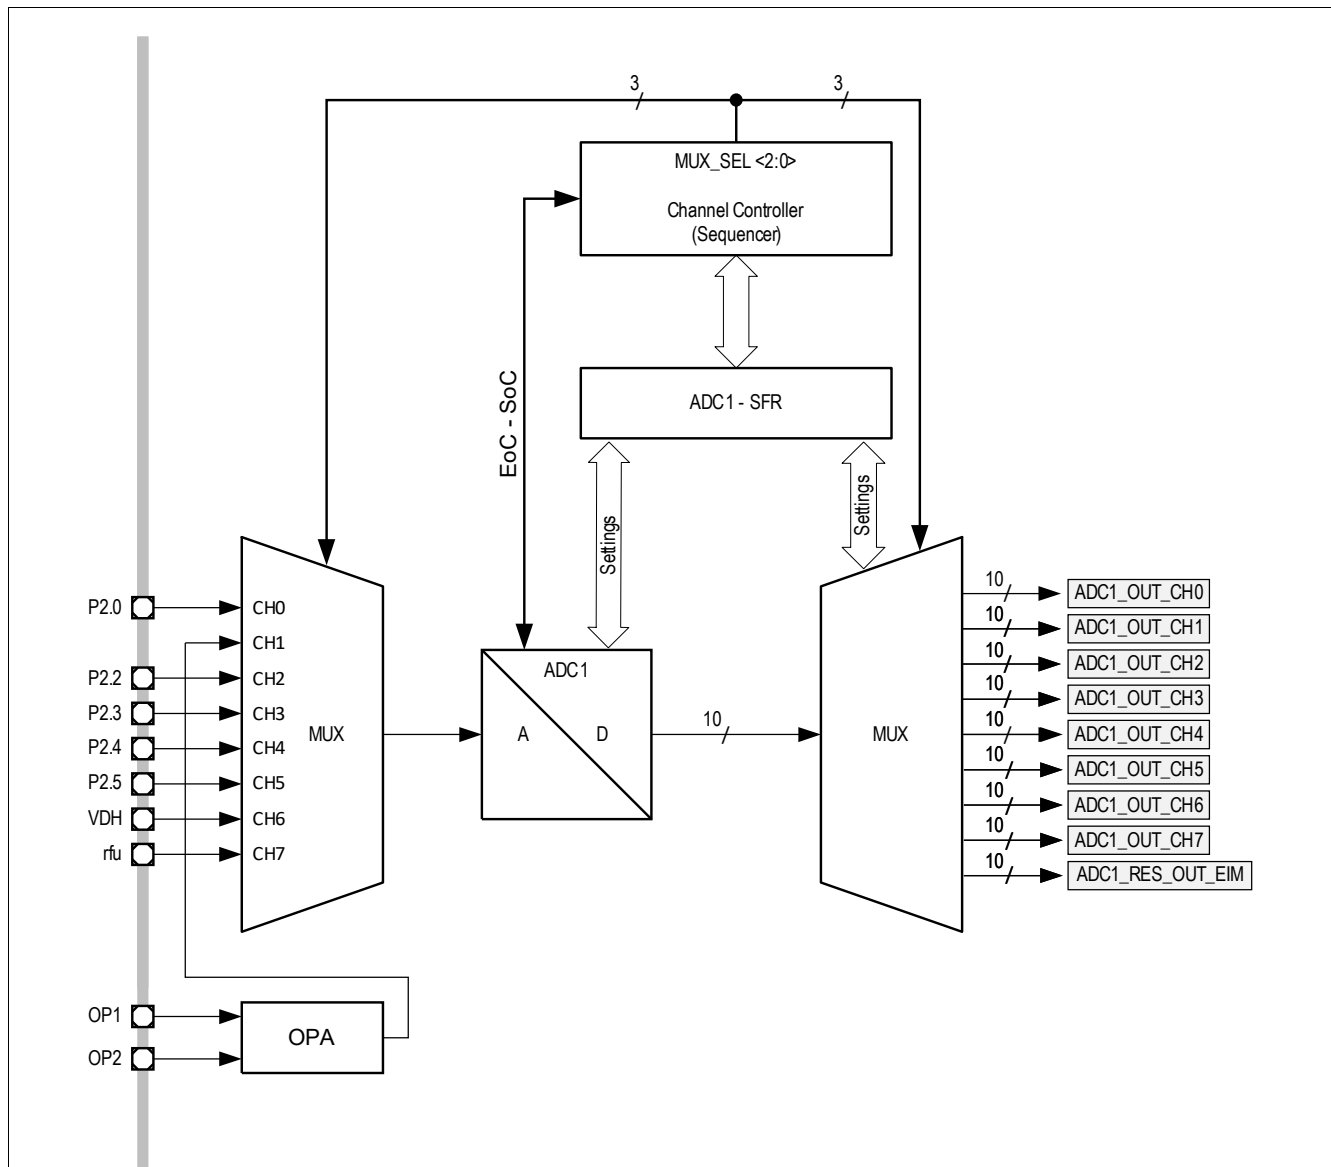 3
3
MUX_SEL <2:0>
Channel Controller
(Sequencer)
EoC - SoC
ADC1 - SFR
Settings
Settings
P2.0
P2.2
P2.3
P2.4
P2.5
VDH
rfu
CH0
CH1
CH2
CH3
CH4
CH5
CH6
CH7
MUX
ADC1
A
D
10
MUX
10
ADC1_OUT_CH0
10
ADC1_OUT_CH1
10
ADC1_OUT_CH2
10
ADC1_OUT_CH3
10
ADC1_OUT_CH4
10
ADC1_OUT_CH5
10
ADC1_OUT_CH6
10
ADC1_OUT_CH7
10
ADC1_RES_OUT_EIM
OP1
OP2
OPA